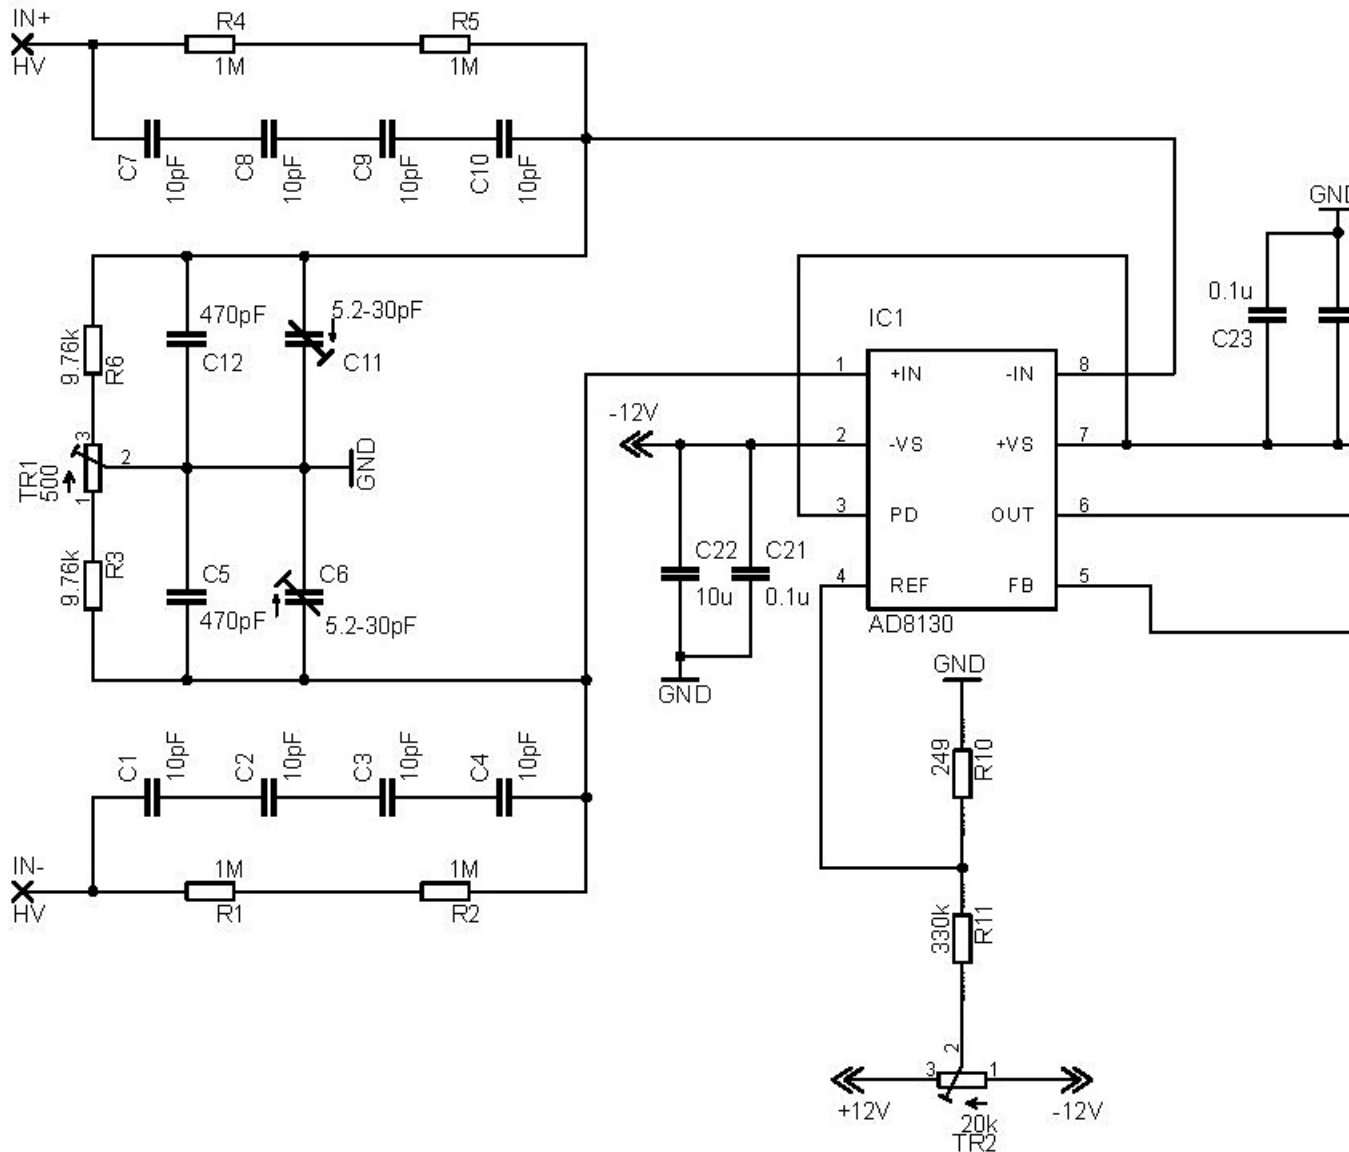 IN+
HV
R4
1M
R5
1M
C7
10pF
C8
10pF
C9
10pF
C10
10pF
9.76k
R6
470pF
C12
5.2-30pF
C11
TR1
500
3
2
1
GND
9.76k
R3
C5
470pF
C6
5.2-30pF
C1
10pF
C2
10pF
C3
10pF
C4
10pF
IN-
HV
1M
R1
1M
R2
-12V
C22
10u
C21
0.1u
GND
IC1
1
+IN
-IN
8
2
-VS
+VS
7
3
PD
OUT
6
4
REF
FB
5
AD8130
GND
0.1u
C23
GND
249
R10
330k
R11
2
3
1
+12V
-12V
20k
TR2